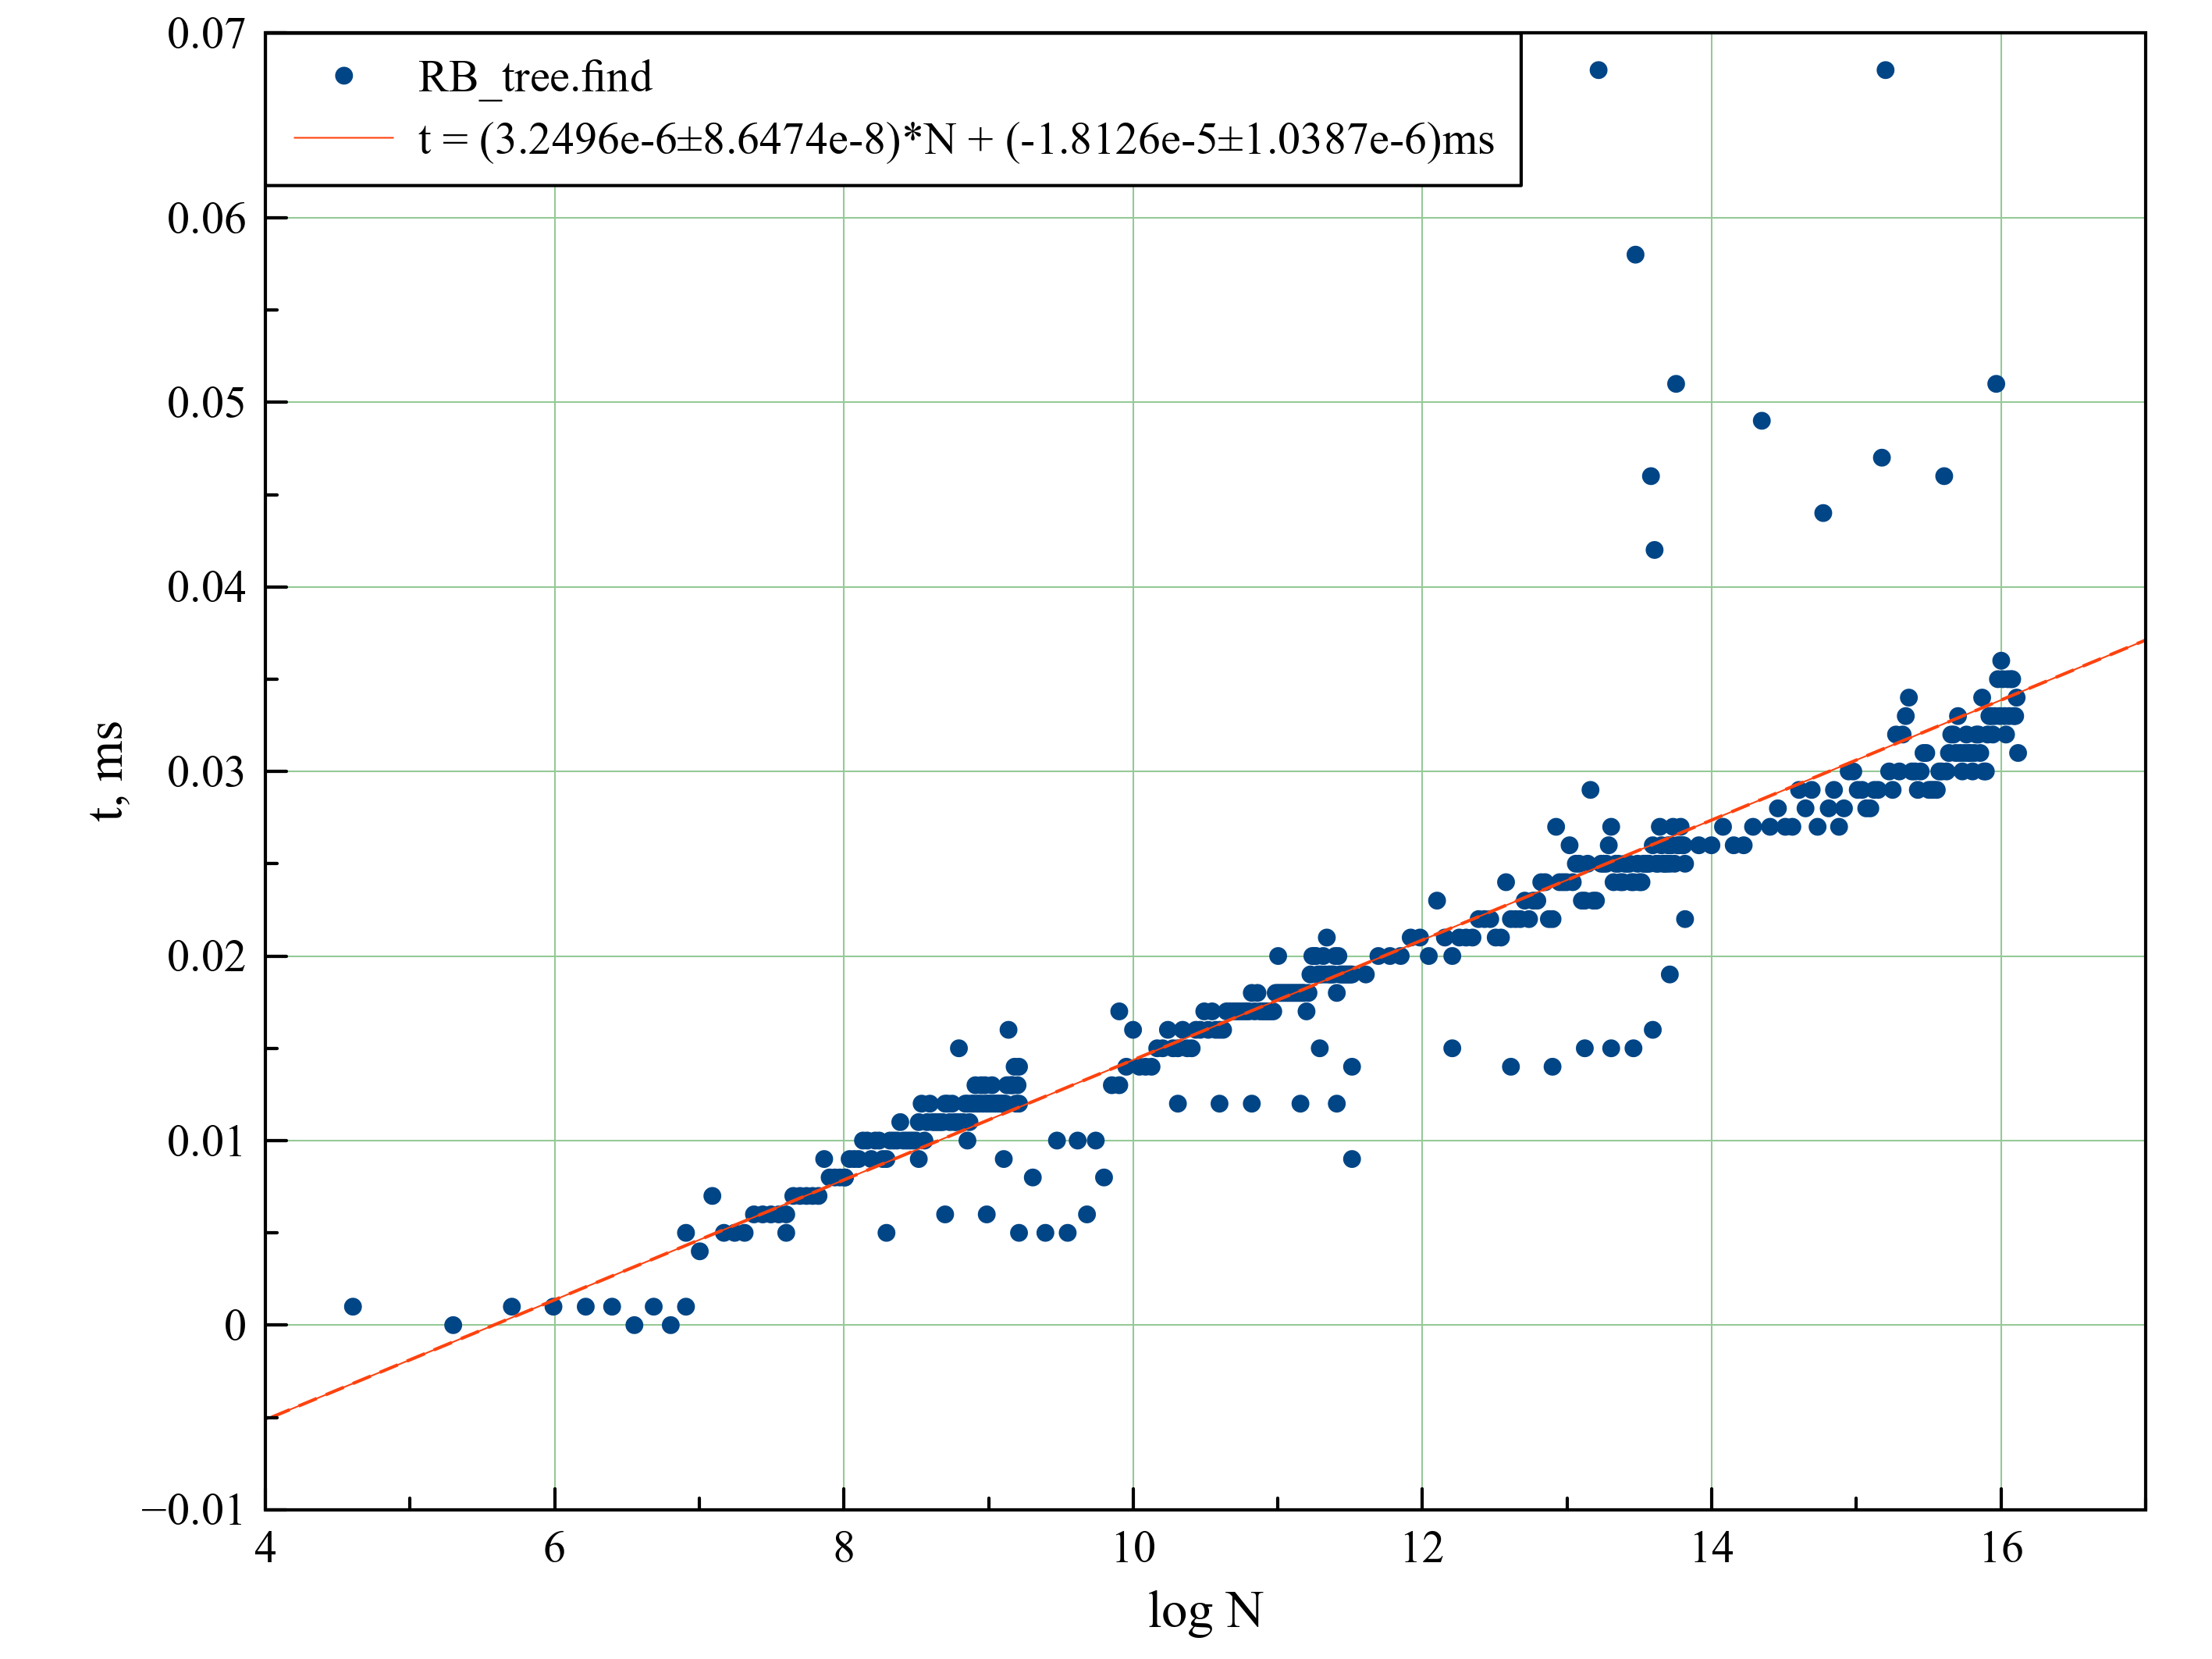 RB_tree.find
t = (3.2496e-6±8.6474e-8)*N + (-1.8126e-5±1.0387e-6)ms
0.07
0.06
0.05
0.04
0.03
0.02
0.01
0
−0.01
t, ms
4 6 8 10 12 14 16
log N